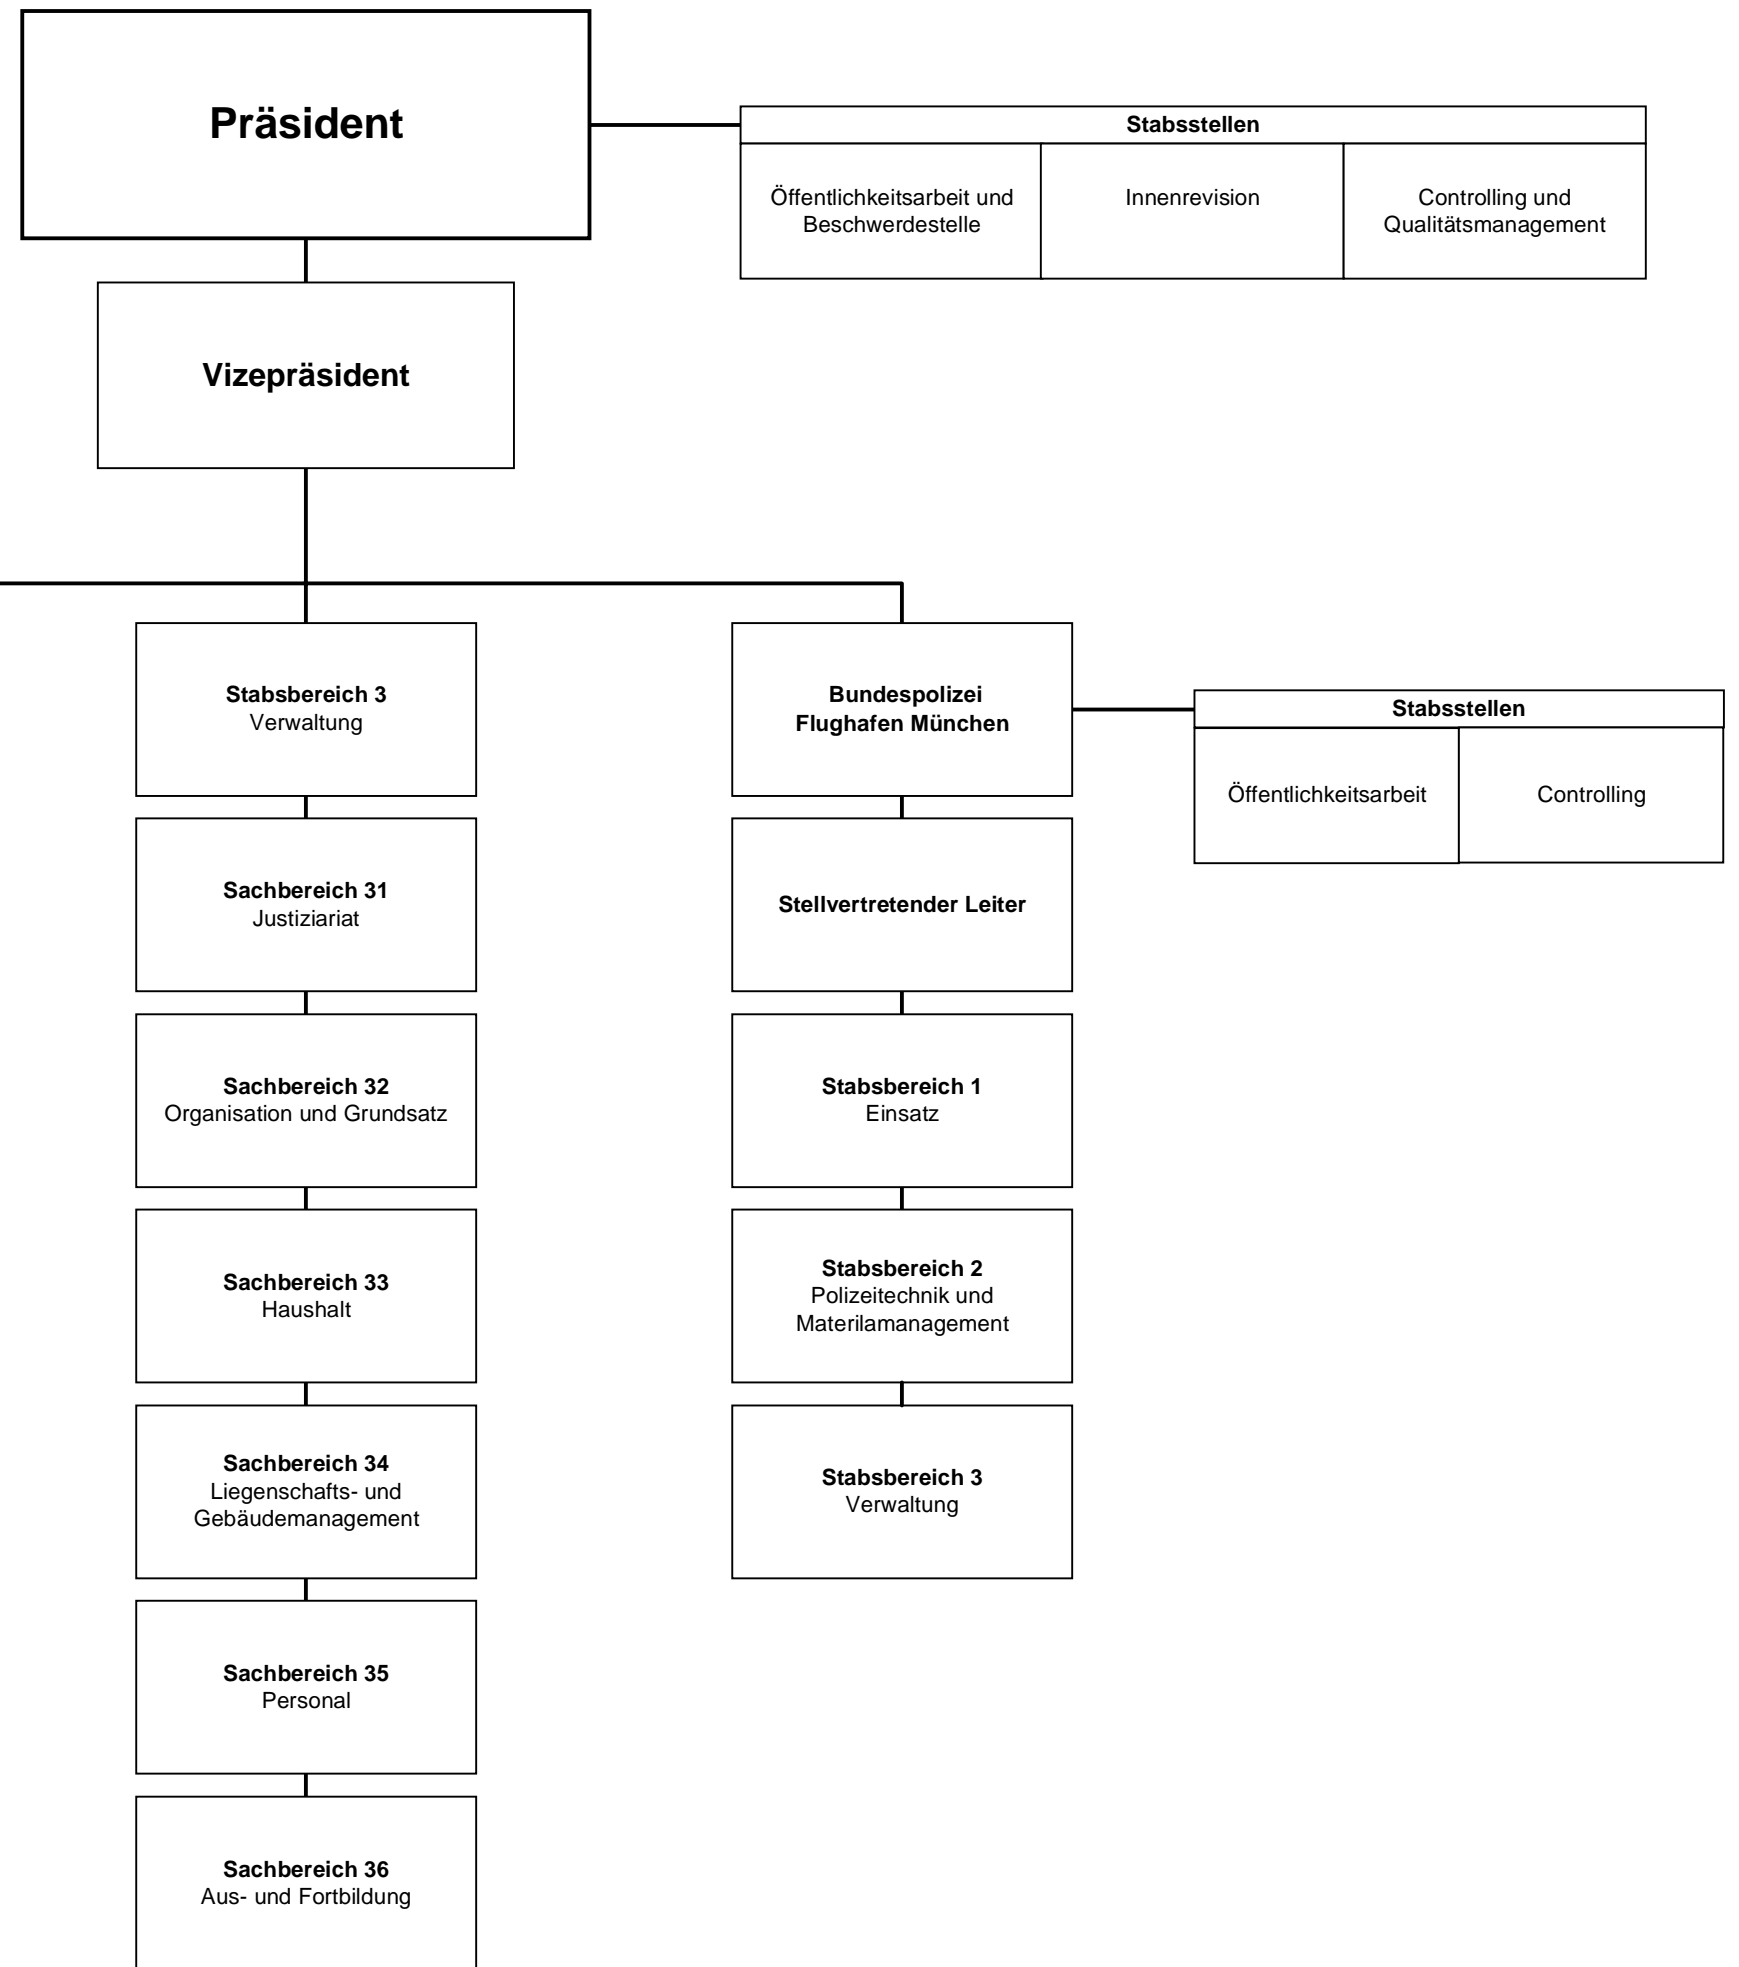 Präsident
Stabsstellen
Öffentlichkeitsarbeit und
Beschwerdestelle
Innenrevision
Controlling und
Qualitätsmanagement
Vizepräsident
Stabsbereich 3
Verwaltung
Sachbereich 31
Justiziariat
Sachbereich 32
Organisation und Grundsatz
Sachbereich 33
Haushalt
Sachbereich 34
Liegenschafts- und
Gebäudemanagement
Sachbereich 35
Personal
Sachbereich 36
Aus- und Fortbildung
Bundespolizei
Flughafen München
Stabsstellen
Öffentlichkeitsarbeit
Controlling
Stellvertretender Leiter
Stabsbereich 1
Einsatz
Stabsbereich 2
Polizeitechnik und
Materilamanagement
Stabsbereich 3
Verwaltung